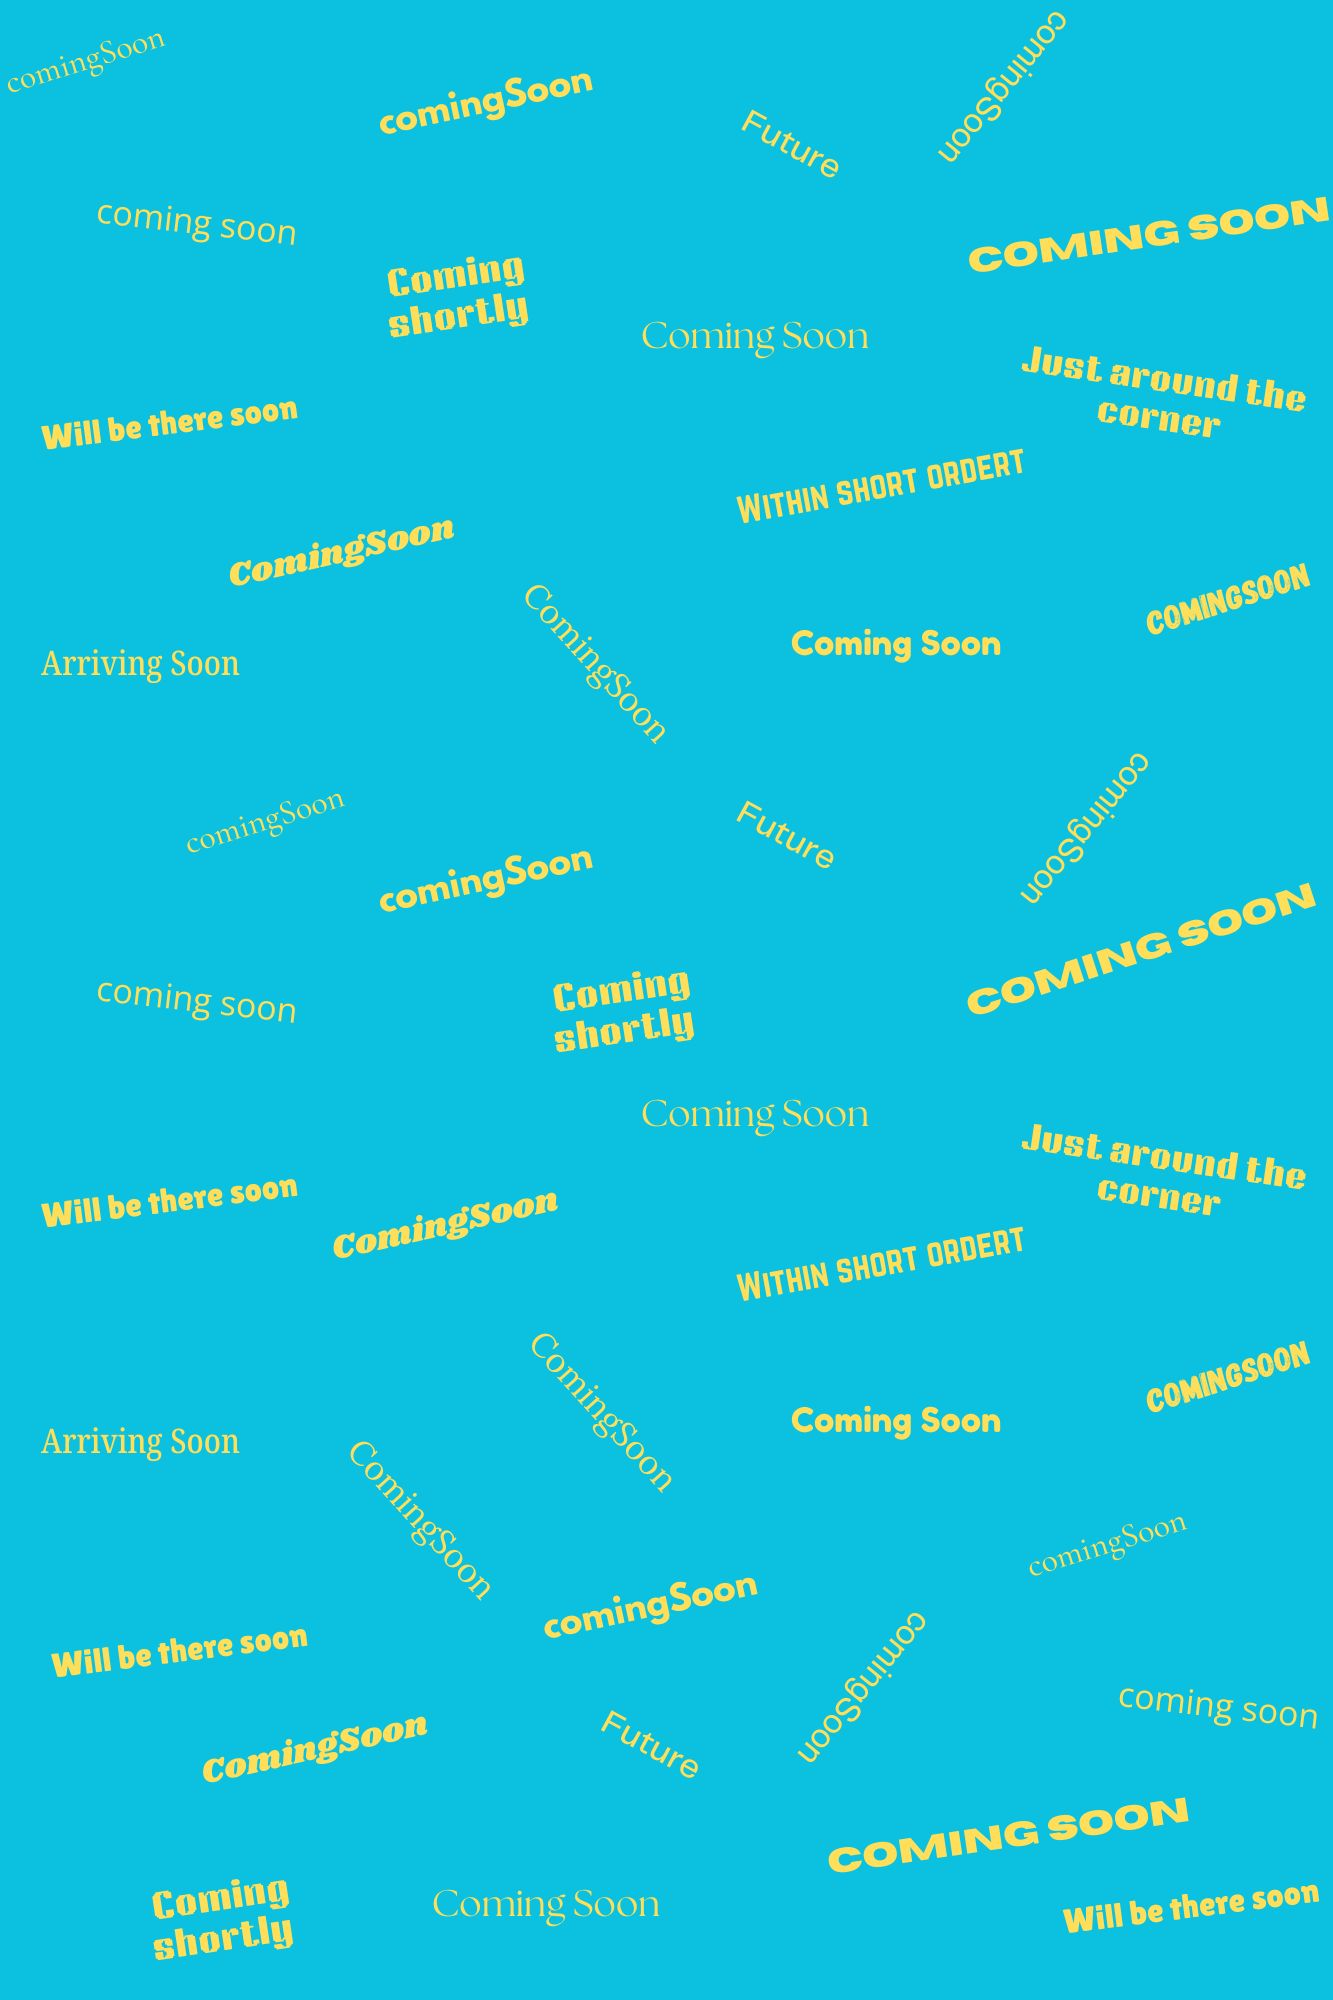 comingSoon
comingSoon
Future
comingSoon
coming soon
COMING SOON
Coming
shortly
Coming Soon
Just around the
corner
Will be there soon
WITHIN SHORT ORDERT
ComingSoon
ComingSoon
COMINGSOON
Coming Soon
Arriving Soon
comingSoon
Future
comingSoon
comingSoon
COMING SOON
coming soon
Coming
shortly
Coming Soon
Just around the
corner
Will be there soon
ComingSoon
WITHIN SHORT ORDERT
ComingSoon
COMINGSOON
Coming Soon
Arriving Soon
ComingSoon
comingSoon
comingSoon
Will be there soon
comingSoon
coming soon
ComingSoon
Future
COMING SOON
Coming
shortly
Coming Soon
Will be there soon